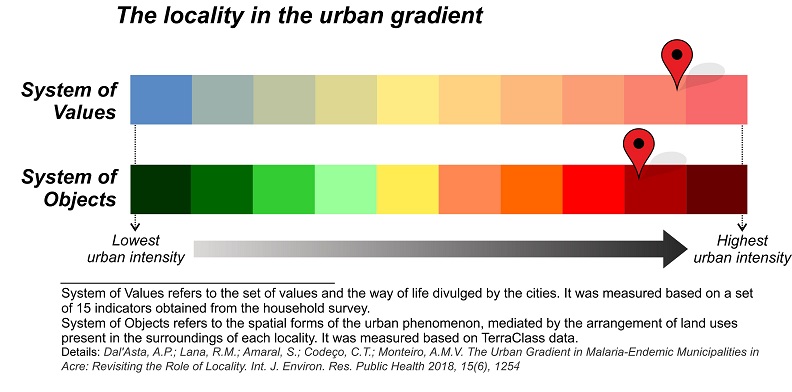 The locality in the urban gradient
System of
Values
System of
Objects
Lowest
urban intensity
Highest
urban intensity
System of Values refers to the set of values and the way of life divulged by the cities. It was measured based on a set
of 15 indicators obtained from the household survey.
System of Objects refers to the spatial forms of the urban phenomenon, mediated by the arrangement of land uses
present in the surroundings of each locality. It was measured based on TerraClass data.
Details: Dal'Asta, A.P.; Lana, R.M.; Amaral, S.; Codeço, C.T.; Monteiro, A.M.V. The Urban Gradient in Malaria-Endemic Municipalities in
Acre: Revisiting the Role of Locality. Int. J. Environ. Res. Public Health 2018, 15(6), 1254